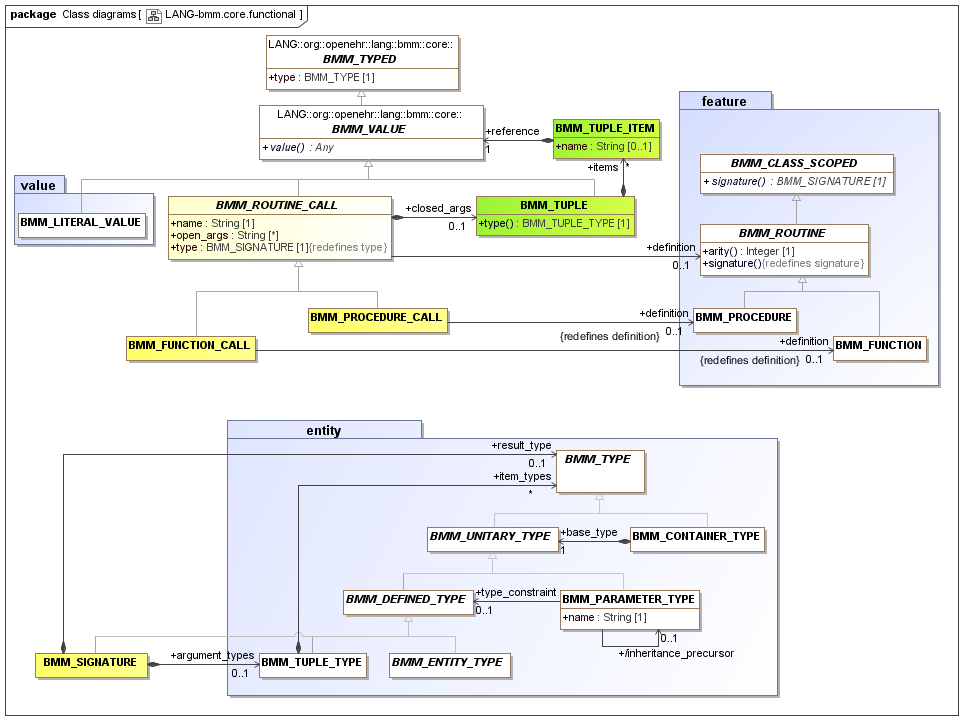 package Class diagrams [ LANG-bmm.core.functional ]
LANG::org::openehr::lang::bmm::core::
BMM_TYPED
+type : BMM_TYPE [1]
LANG::org::openehr::lang::bmm::core::
BMM_VALUE
+value() : Any
+reference
1
BMM_TUPLE_ITEM
+name : String [0..1]
+items
*
feature
BMM_CLASS_SCOPED
+ signature() : BMM_SIGNATURE [1]
value
BMM_LITERAL_VALUE
BMM_ROUTINE_CALL
+name : String [1]
+open_args : String [*]
+type : BMM_SIGNATURE [1]{redefines type}
+closed_args
0..1
BMM_TUPLE
+type() : BMM_TUPLE_TYPE [1]
+definition
0..1
BMM_ROUTINE
+arity() : Integer [1]
+signature(){redefines signature}
BMM_PROCEDURE_CALL
+definition
0..1
{redefines definition}
BMM_PROCEDURE
BMM_FUNCTION_CALL
+definition
{redefines definition}
0..1
BMM_FUNCTION
entity
+result_type
0..1
BMM_TYPE
+item_types
*
BMM_UNITARY_TYPE
+base_type
1
BMM_CONTAINER_TYPE
BMM_DEFINED_TYPE
+type_constraint
0..1
BMM_PARAMETER_TYPE
+name : String [1]
0..1
+/inheritance_precursor
BMM_SIGNATURE
+argument_types
0..1
BMM_TUPLE_TYPE
BMM_ENTITY_TYPE